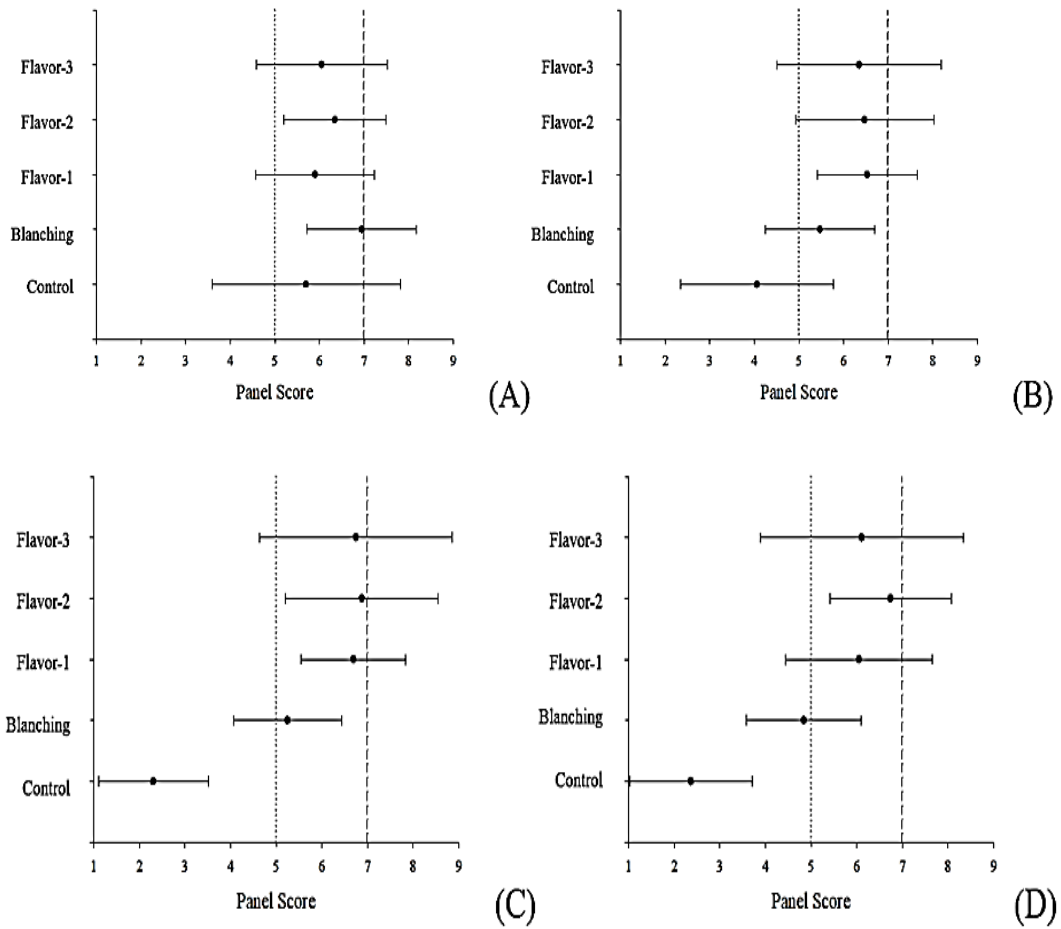 Flavor-3
Flavor-2
Flavor-1
Blanching
Control
1 2 3 4 5 6 7 8 9
Panel Score
(A)
Flavor-3
Flavor-2
Flavor-1
Blanching
Control
1 2 3 4 5 6 7 8 9
Panel Score
(B)
Flavor-3
Flavor-2
Flavor-1
Blanching
Control
1 2 3 4 5 6 7 8 9
Panel Score
(C)
Flavor-3
Flavor-2
Flavor-1
Blanching
Control
1 2 3 4 5 6 7 8 9
Panel Score
(D)